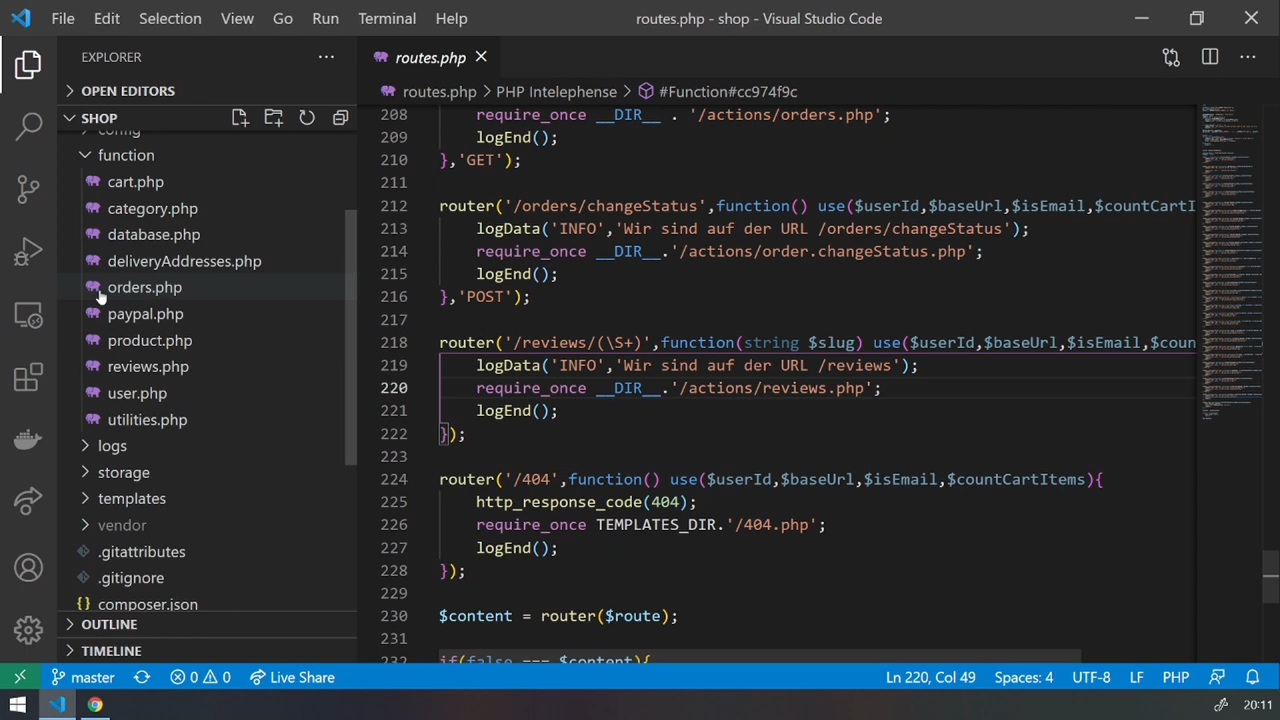 File Edit Selection View Go Run Terminal Help
routes.php - shop - Visual Studio Code
EXPLORER
OPEN EDITORS
SHOP
config
function
cart.php
category.php
database.php
deliveryAddresses.php
orders.php
paypal.php
product.php
reviews.php
user.php
utilities.php
logs
storage
templates
vendor
.gitattributes
.gitignore
composer.json
OUTLINE
TIMELINE
routes.php
routes.php > PHP Intelephense > #Function#cc974f9c
208 require_once __DIR__ . '/actions/orders.php';
209 logEnd();
210 },'GET');
211
212 router('/orders/changeStatus',function() use($userId,$baseUrl,$isEmail,$countCartI
213 logData('INFO','Wir sind auf der URL /orders/changeStatus');
214 require_once __DIR__.'/actions/order.changeStatus.php';
215 logEnd();
216 },'POST');
217
218 router('/reviews/(\S+)',function(string $slug) use($userId,$baseUrl,$isEmail,$coun
219 logData('INFO','Wir sind auf der URL /reviews');
220 require_once __DIR__.'/actions/reviews.php';
221 logEnd();
222 });
223
224 router('/404',function() use($userId,$baseUrl,$isEmail,$countCartItems){
225 http_response_code(404);
226 require_once TEMPLATES_DIR.'/404.php';
227 logEnd();
228 });
229
230 $content = router($route);
231
232 if(false === $content){
master 0 0 Live Share Ln 220, Col 49 Spaces: 4 UTF-8 LF PHP
20:11